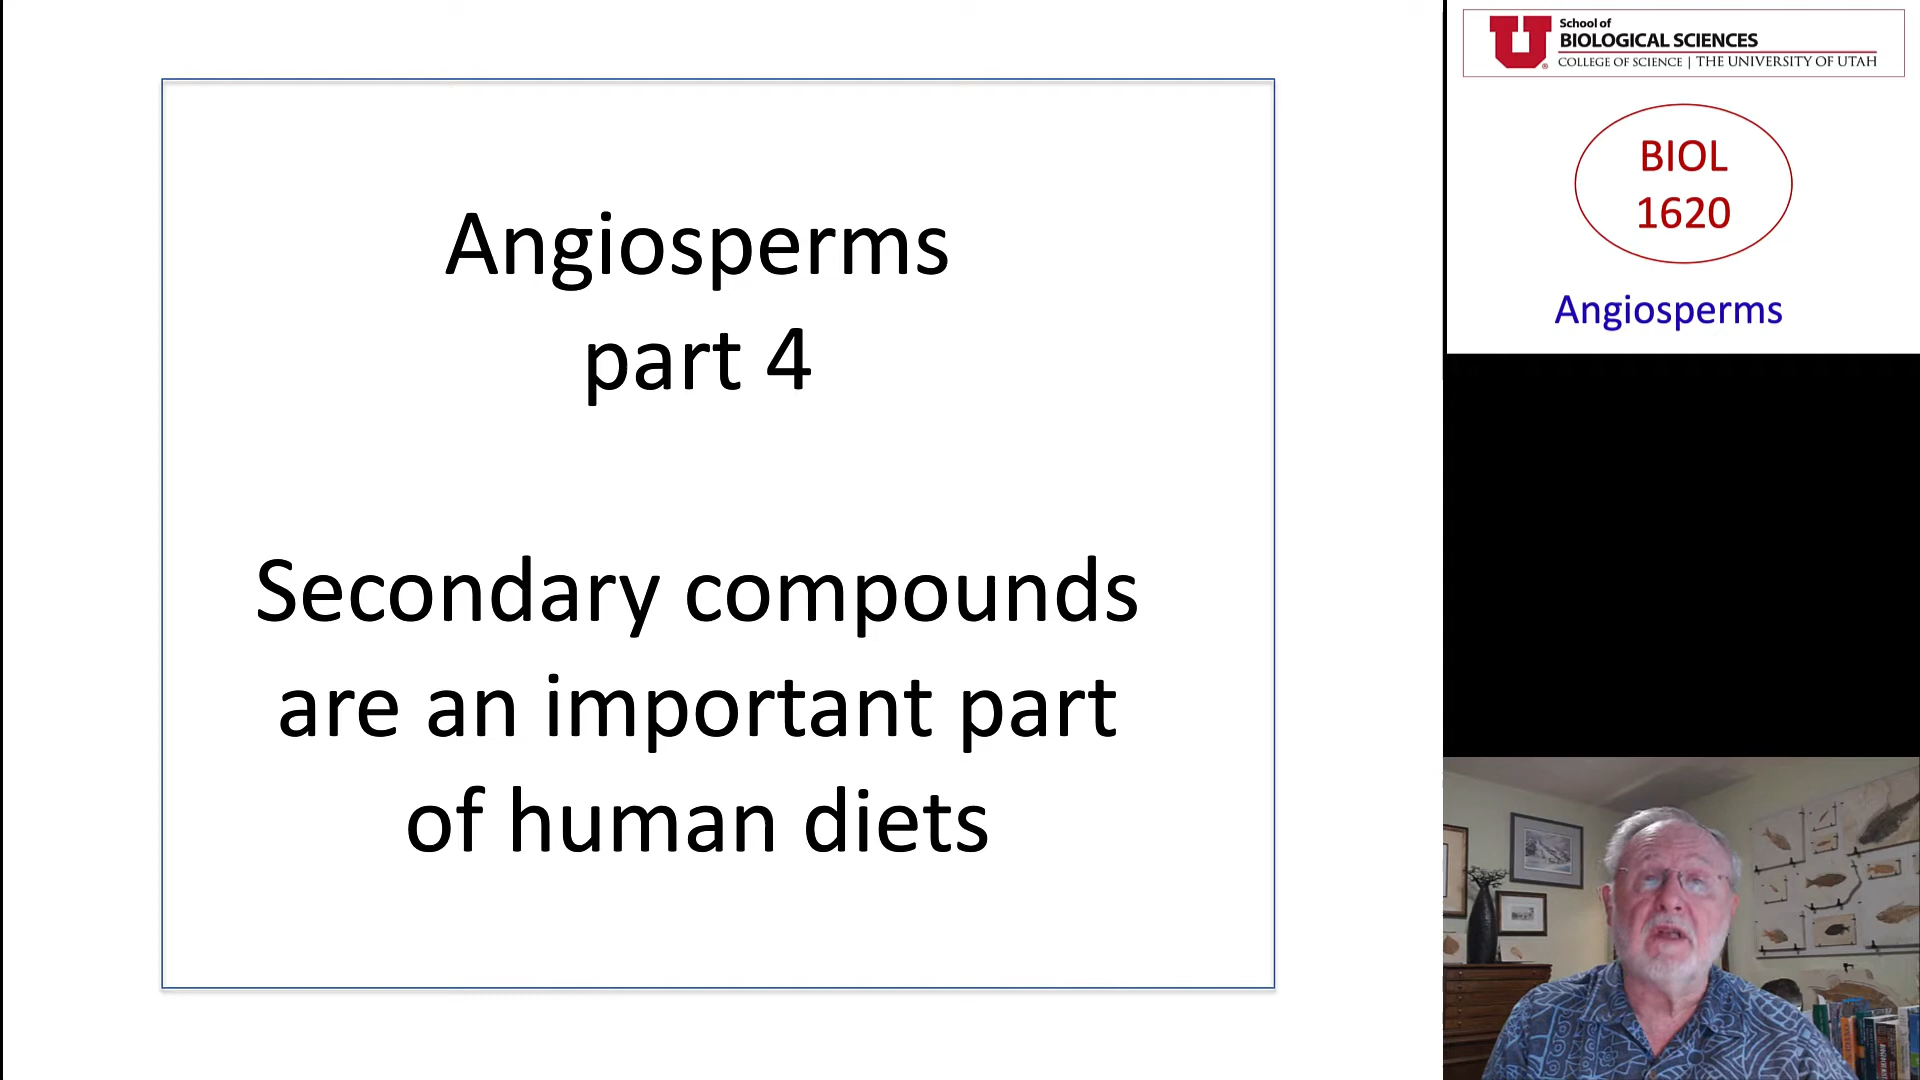 Angiosperms
part 4
Secondary compounds
are an important part
of human diets
School of
BIOLOGICAL SCIENCES
COLLEGE OF SCIENCE | THE UNIVERSITY OF UTAH
BIOL
1620
Angiosperms